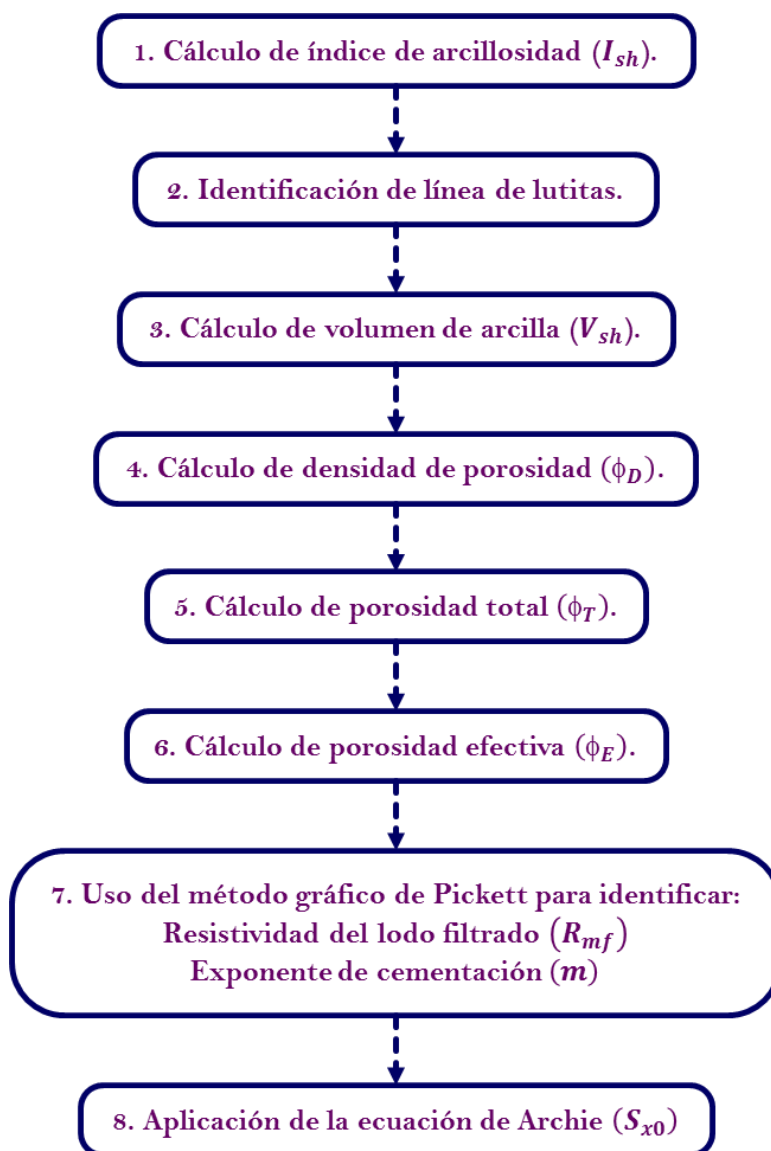 1. Cálculo de índice de arcillosidad (I_sh).
2. Identificación de línea de lutitas.
3. Cálculo de volumen de arcilla (V_sh).
4. Cálculo de densidad de porosidad (ϕ_D).
5. Cálculo de porosidad total (ϕ_T).
6. Cálculo de porosidad efectiva (ϕ_E).
7. Uso del método gráfico de Pickett para identificar:
Resistividad del lodo filtrado (R_mf)
Exponente de cementación (m)
8. Aplicación de la ecuación de Archie (S_x0)